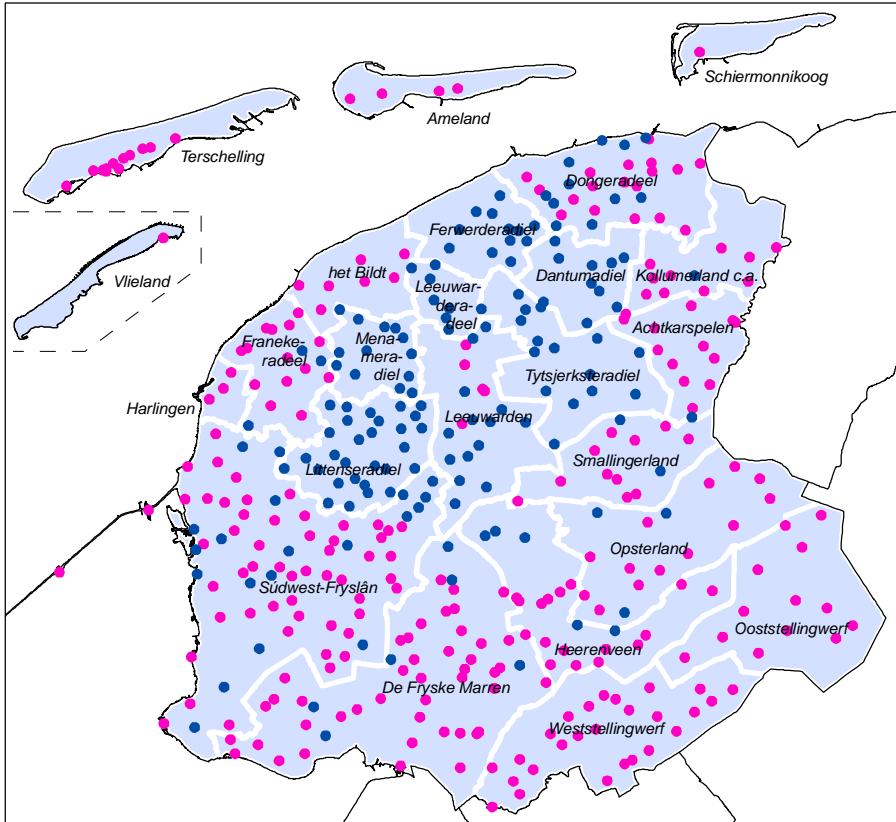 Schiermonnikoog
Ameland
Terschelling
Dongeradeel
Ferwerderadiel
Vlieland
het Bildt
Dantumadiel
Kollumerland c.a.
Leeuwar-
dera-
deel
Achtkarspelen
Franeke-
radeel
Mena-
mera-
diel
Tytsjerksteradiel
Harlingen
Leeuwarden
Littenseradiel
Smallingerland
Opsterland
Súdwest-Fryslân
Ooststellingwerf
Heerenveen
De Fryske Marren
Weststellingwerf